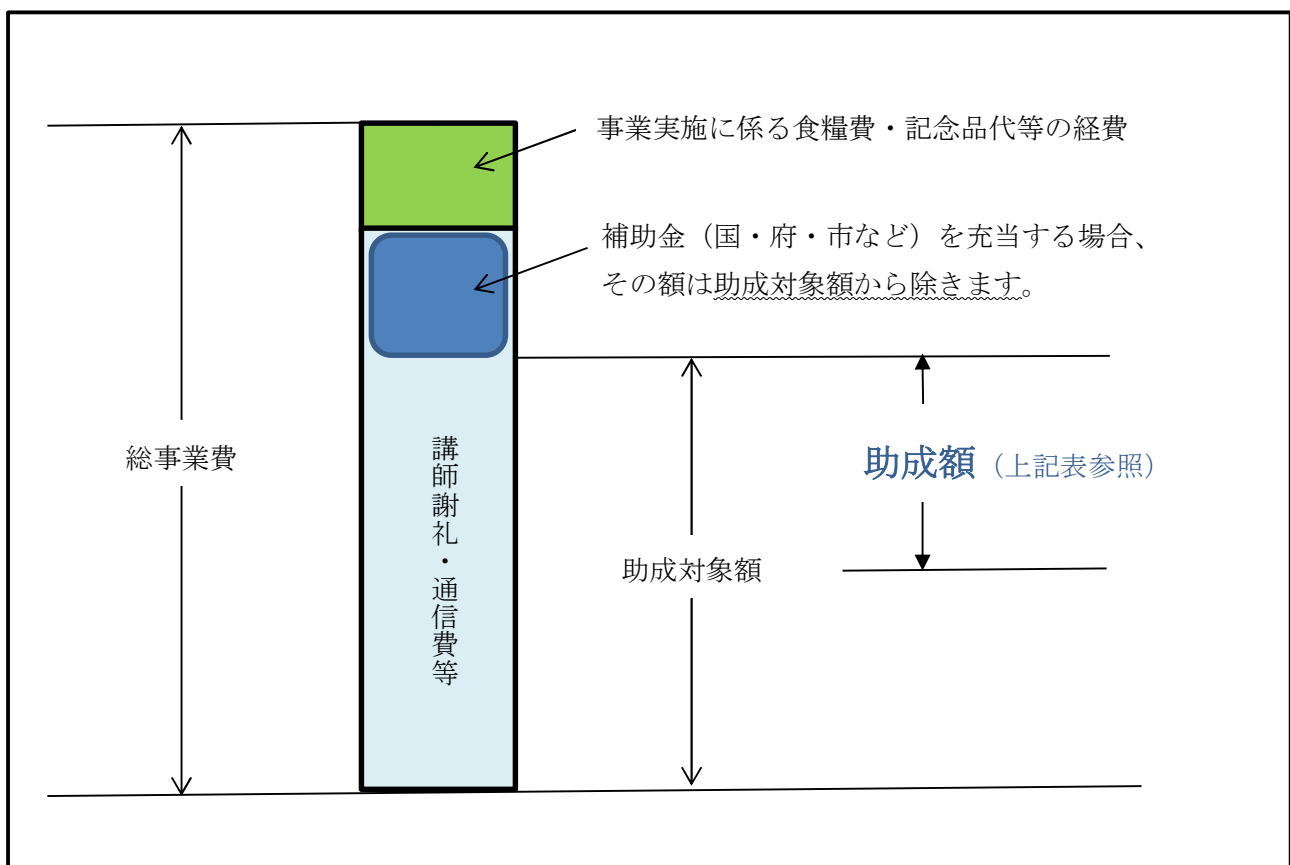 事業実施に係る食糧費・記念品代等の経費
補助金（国・府・市など）を充当する場合、
その額は助成対象額から除きます。
総事業費
講師謝礼・通信費等
助成額（上記表参照）
助成対象額